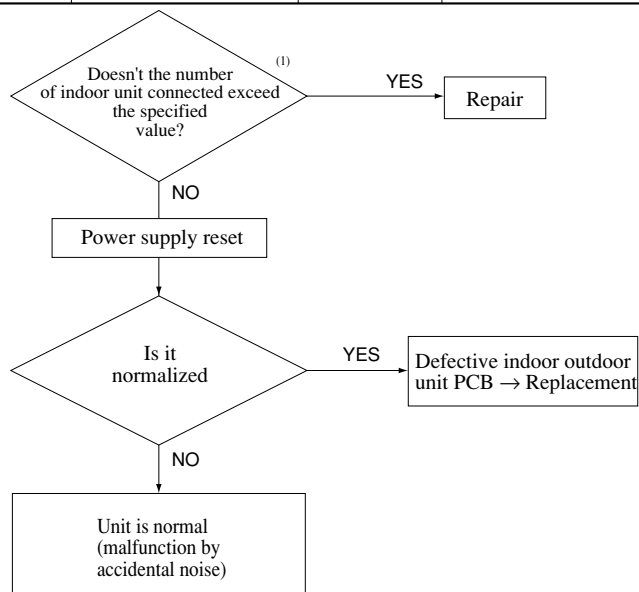 (1)
Doesn't the number
of indoor unit connected exceed
the specified
value?
YES
Repair
NO
Power supply reset
Is it
normalized
YES
Defective indoor outdoor
unit PCB → Replacement
NO
Unit is normal
(malfunction by
accidental noise)